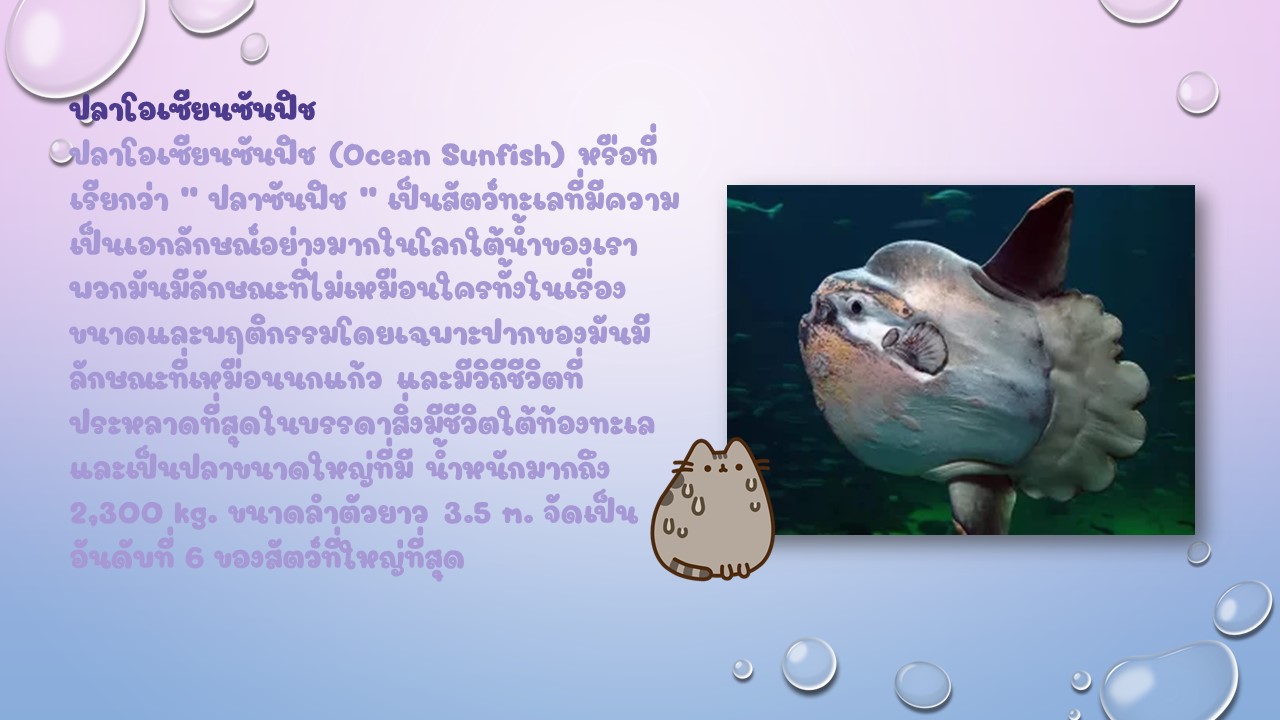 ปลาโอเซียนซันฟิช
ปลาโอเซียนซันฟิช (Ocean Sunfish) หรือที่
เรียกว่า " ปลาซันฟิช " เป็นสัตว์ทะเลที่มีความ
เป็นเอกลักษณ์อย่างมากในโลกใต้น้ำของเรา
พวกมันมีลักษณะที่ไม่เหมือนใครทั้งในเรื่อง
ขนาดและพฤติกรรมโดยเฉพาะปากของมันมี
ลักษณะที่เหมือนนกแก้ว และมีวิถีชีวิตที่
ประหลาดที่สุดในบรรดาสิ่งมีชีวิตใต้ท้องทะเล
และเป็นปลาขนาดใหญ่ที่มี น้ำหนักมากถึง
2,300 kg. ขนาดลำตัวยาว 3.5 m. จัดเป็น
อันดับที่ 6 ของสัตว์ที่ใหญ่ที่สุด